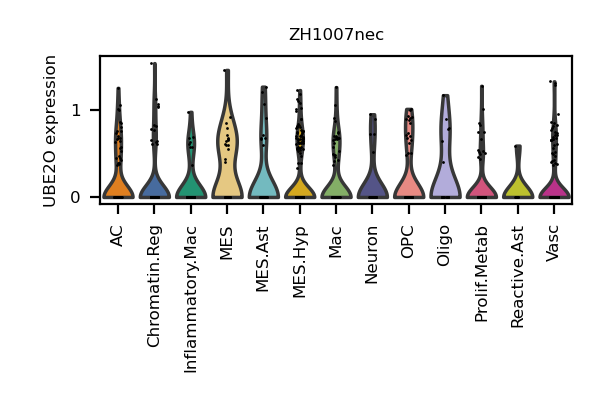 ZH1007nec
UBE2O expression
1
0
AC
Chromatin.Reg
Inflammatory.Mac
MES
MES.Ast
MES.Hyp
Mac
Neuron
OPC
Oligo
Prolif.Metab
Reactive.Ast
Vasc